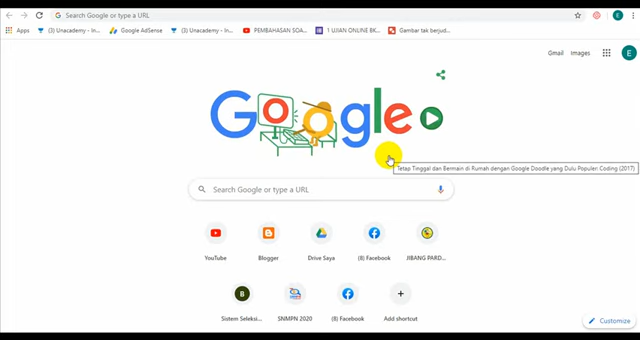 Search Google or type a URL
E
Apps
(3) Unacademy - In...
Google AdSense
(3) Unacademy - In...
PEMBAHASAN SOA...
1 UJIAN ONLINE BK...
Gambar tak berjud...
Gmail
Images
E
Google
Tetap Tinggal dan Bermain di Rumah dengan Google Doodle yang Dulu Populer: Coding (2017)
Search Google or type a URL
YouTube
Blogger
Drive Saya
(8) Facebook
JIBANG PARD...
B
Sistem Seleksi...
SNMPN 2020
(8) Facebook
Add shortcut
Customize